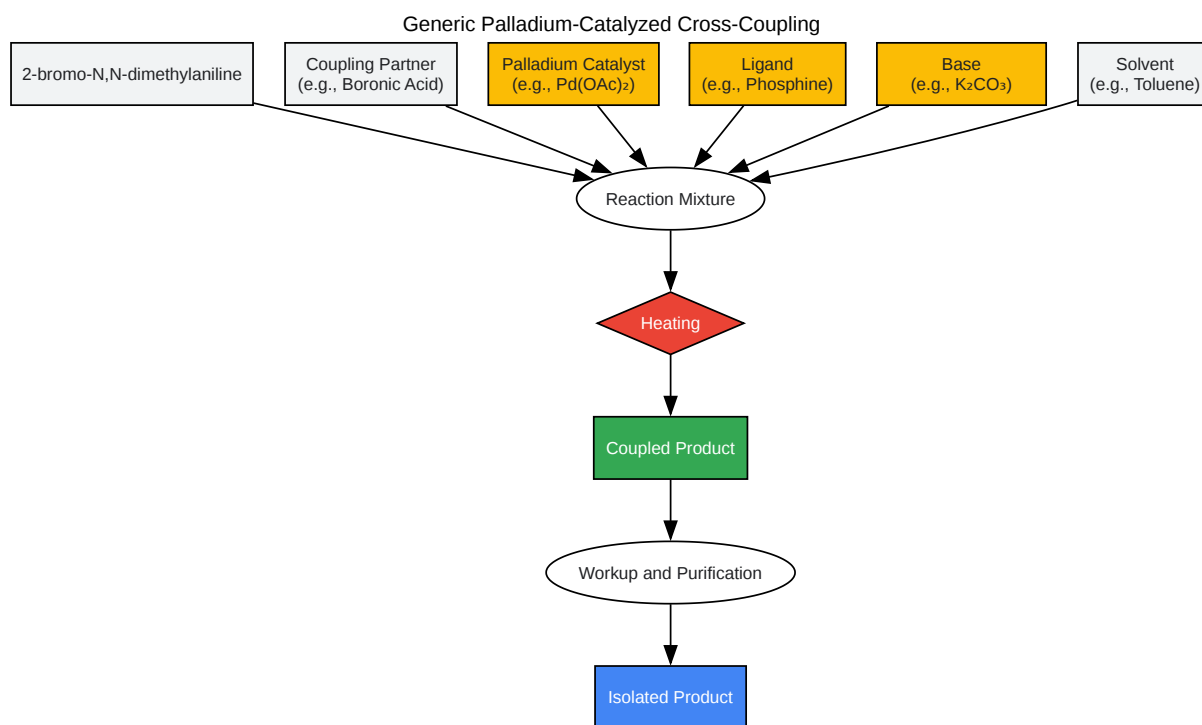 Generic Palladium-Catalyzed Cross-Coupling
2-bromo-N,N-dimethylaniline
Coupling Partner
(e.g., Boronic Acid)
Palladium Catalyst
(e.g., Pd(OAc)₂)
Ligand
(e.g., Phosphine)
Base
(e.g., K₂CO₃)
Solvent
(e.g., Toluene)
Reaction Mixture
Heating
Coupled Product
Workup and Purification
Isolated Product